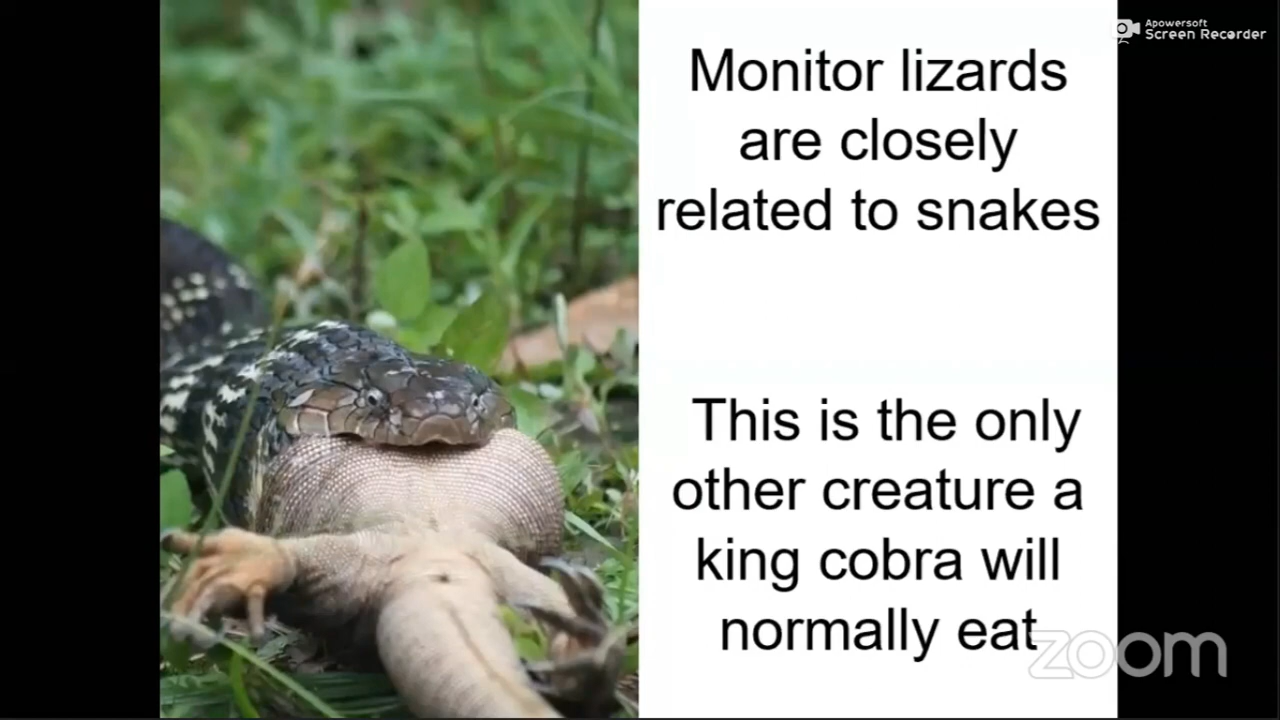 Apowersoft
Screen Recorder
Monitor lizards
are closely
related to snakes
This is the only
other creature a
king cobra will
normally eat
zoom